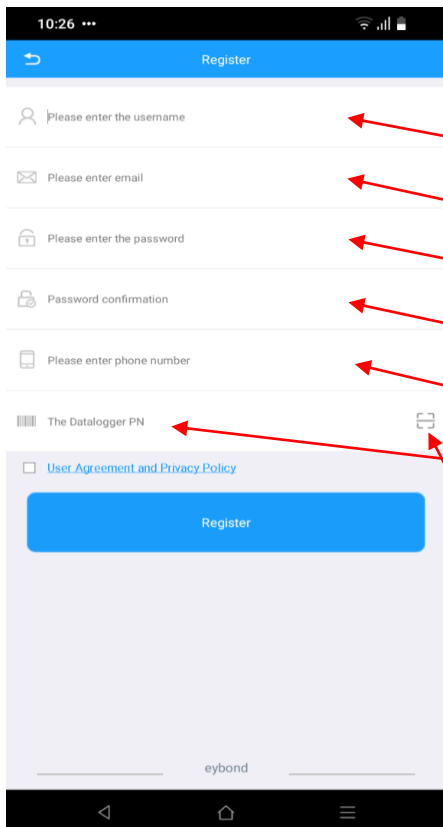 10:26 •••
Register
Please enter the username
Please enter email
Please enter the password
Password confirmation
Please enter phone number
The Datalogger PN
User Agreement and Privacy Policy
Register
eybond